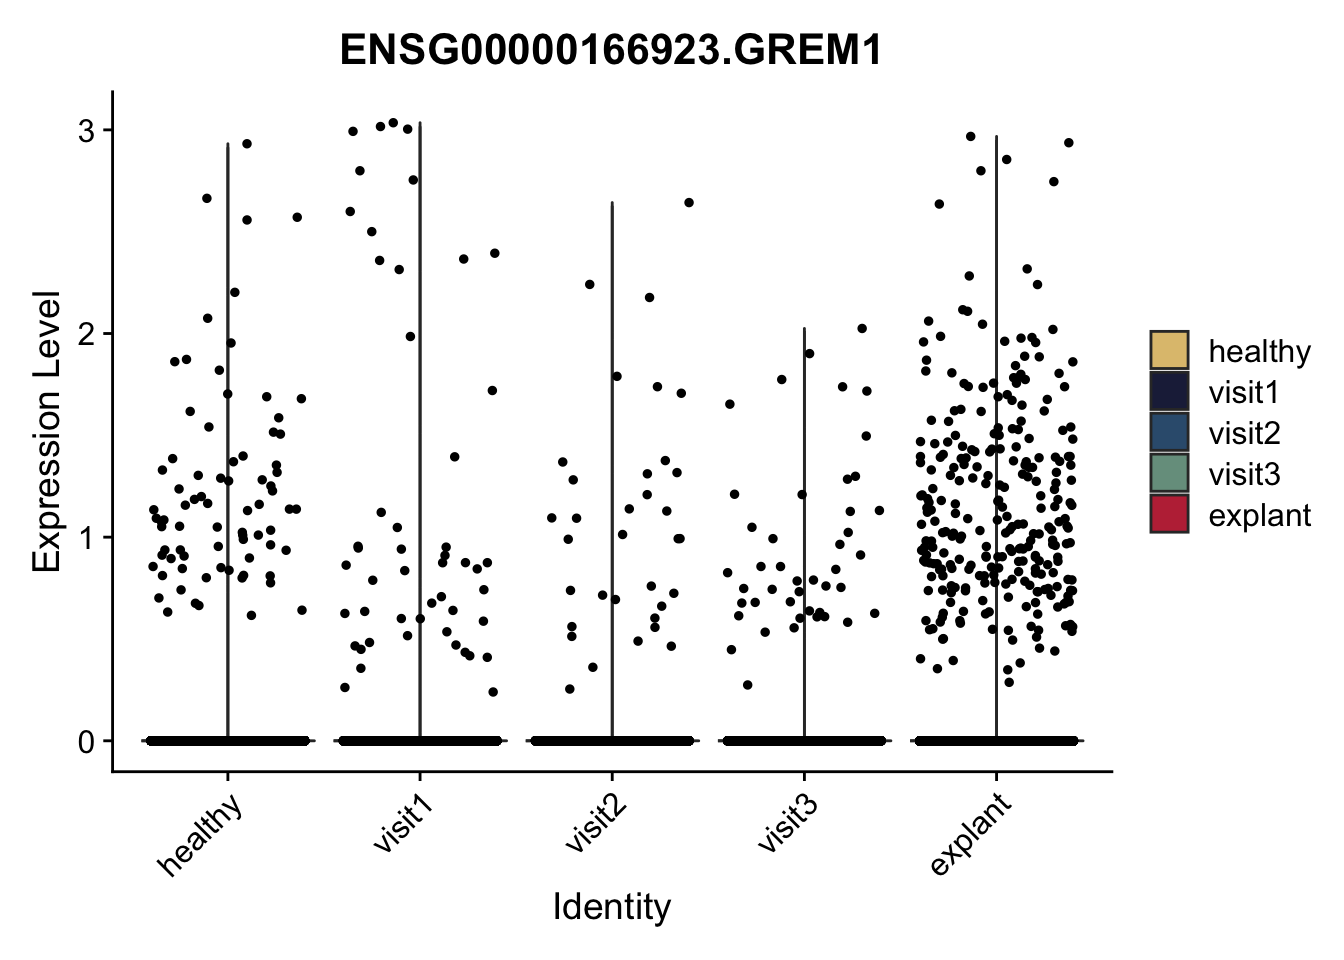 ENSG00000166923.GREM1
Expression Level
3
2
1
0
healthy
visit1
visit2
visit3
explant
Identity
healthy
visit1
visit2
visit3
explant